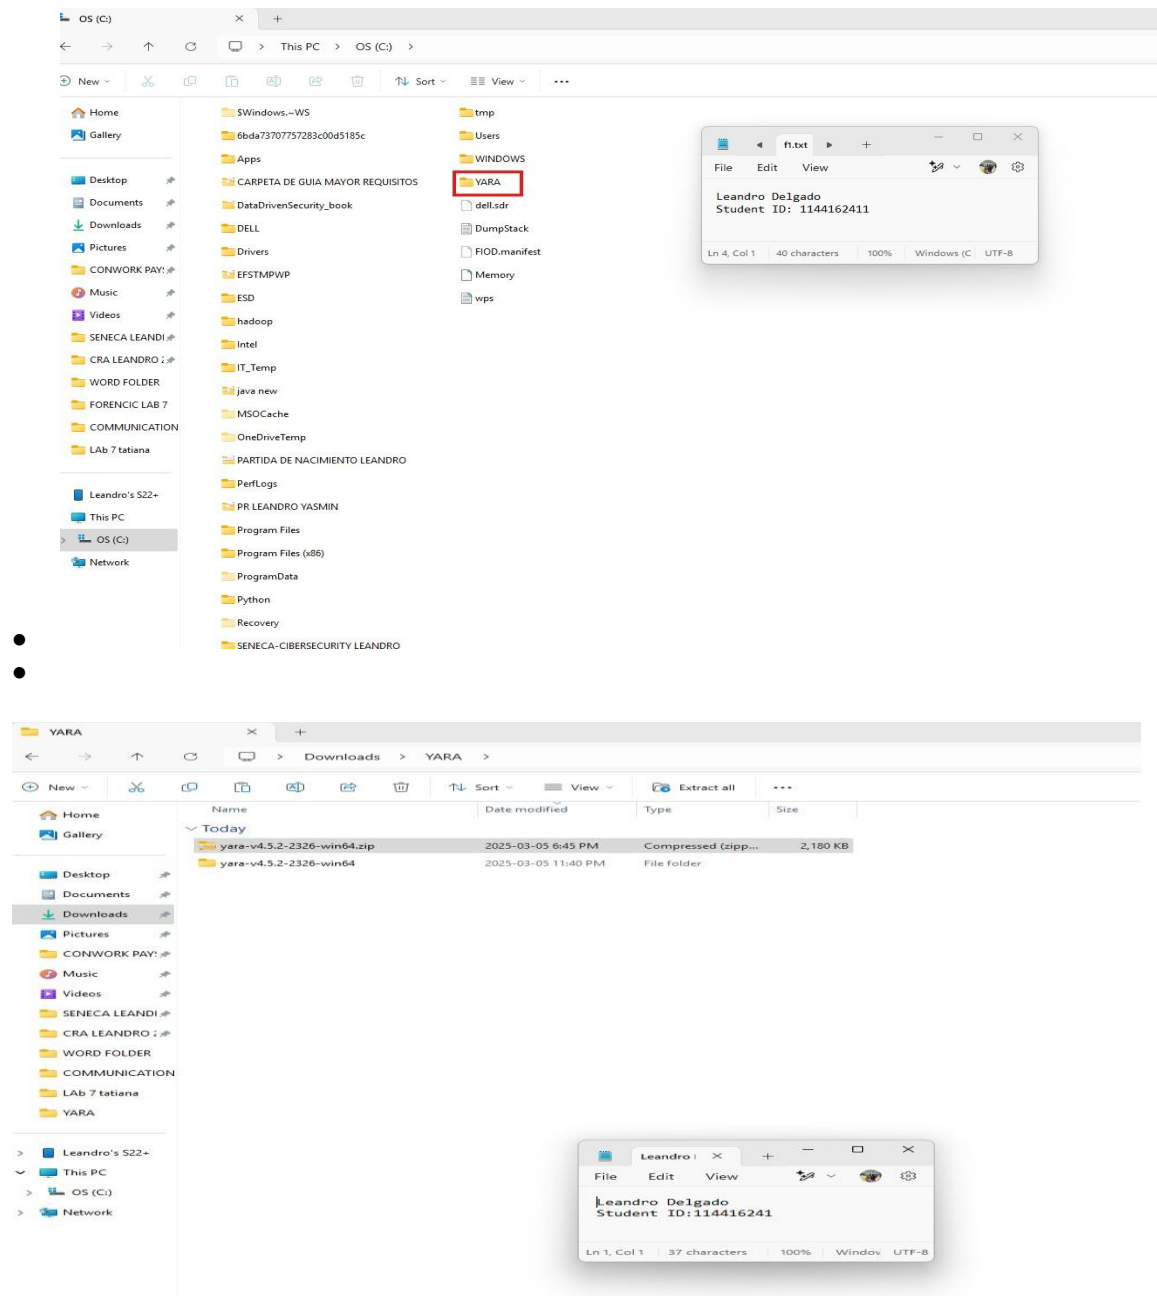 OS (C:)
This PC > OS (C:) >
New Sort View ...
Home
Gallery
Desktop
Documents
Downloads
Pictures
CONWORK PAY:
Music
Videos
SENECA LEANDI
CRA LEANDRO 2
WORD FOLDER
FORENCIC LAB 7
COMMUNICATION
LAb 7 tatiana
Leandro's S22+
This PC
OS (C:)
Network
$Windows.~WS
6bda73707757283c00d5185c
Apps
CARPETA DE GUIA MAYOR REQUISITOS
DataDrivenSecurity_book
DELL
Drivers
EFSTMPWP
ESD
hadoop
Intel
IT_Temp
java new
MSOCache
OneDriveTemp
PARTIDA DE NACIMIENTO LEANDRO
PerfLogs
PR LEANDRO YASMIN
Program Files
Program Files (x86)
ProgramData
Python
Recovery
SENECA-CIBERSECURITY LEANDRO
tmp
Users
WINDOWS
YARA
dell.sdr
DumpStack
FIOD.manifest
Memory
wps
f1.txt
File Edit View
Leandro Delgado
Student ID: 1144162411
Ln 4, Col 1 40 characters 100% Windows (C UTF-8
YARA
> Downloads > YARA >
New Sort View Extract all ...
Name Date modified Type Size
Today
yara-v4.5.2-2326-win64.zip 2025-03-05 6:45 PM Compressed (zipp... 2,180 KB
yara-v4.5.2-2326-win64 2025-03-05 11:40 PM File folder
Home
Gallery
Desktop
Documents
Downloads
Pictures
CONWORK PAY:
Music
Videos
SENECA LEANDI
CRA LEANDRO 2
WORD FOLDER
COMMUNICATION
LAb 7 tatiana
YARA
Leandro's S22+
This PC
OS (C:)
Network
Leandro
File Edit View
Leandro Delgado
Student ID:114416241
Ln 1, Col 1 37 characters 100% Window UTF-8